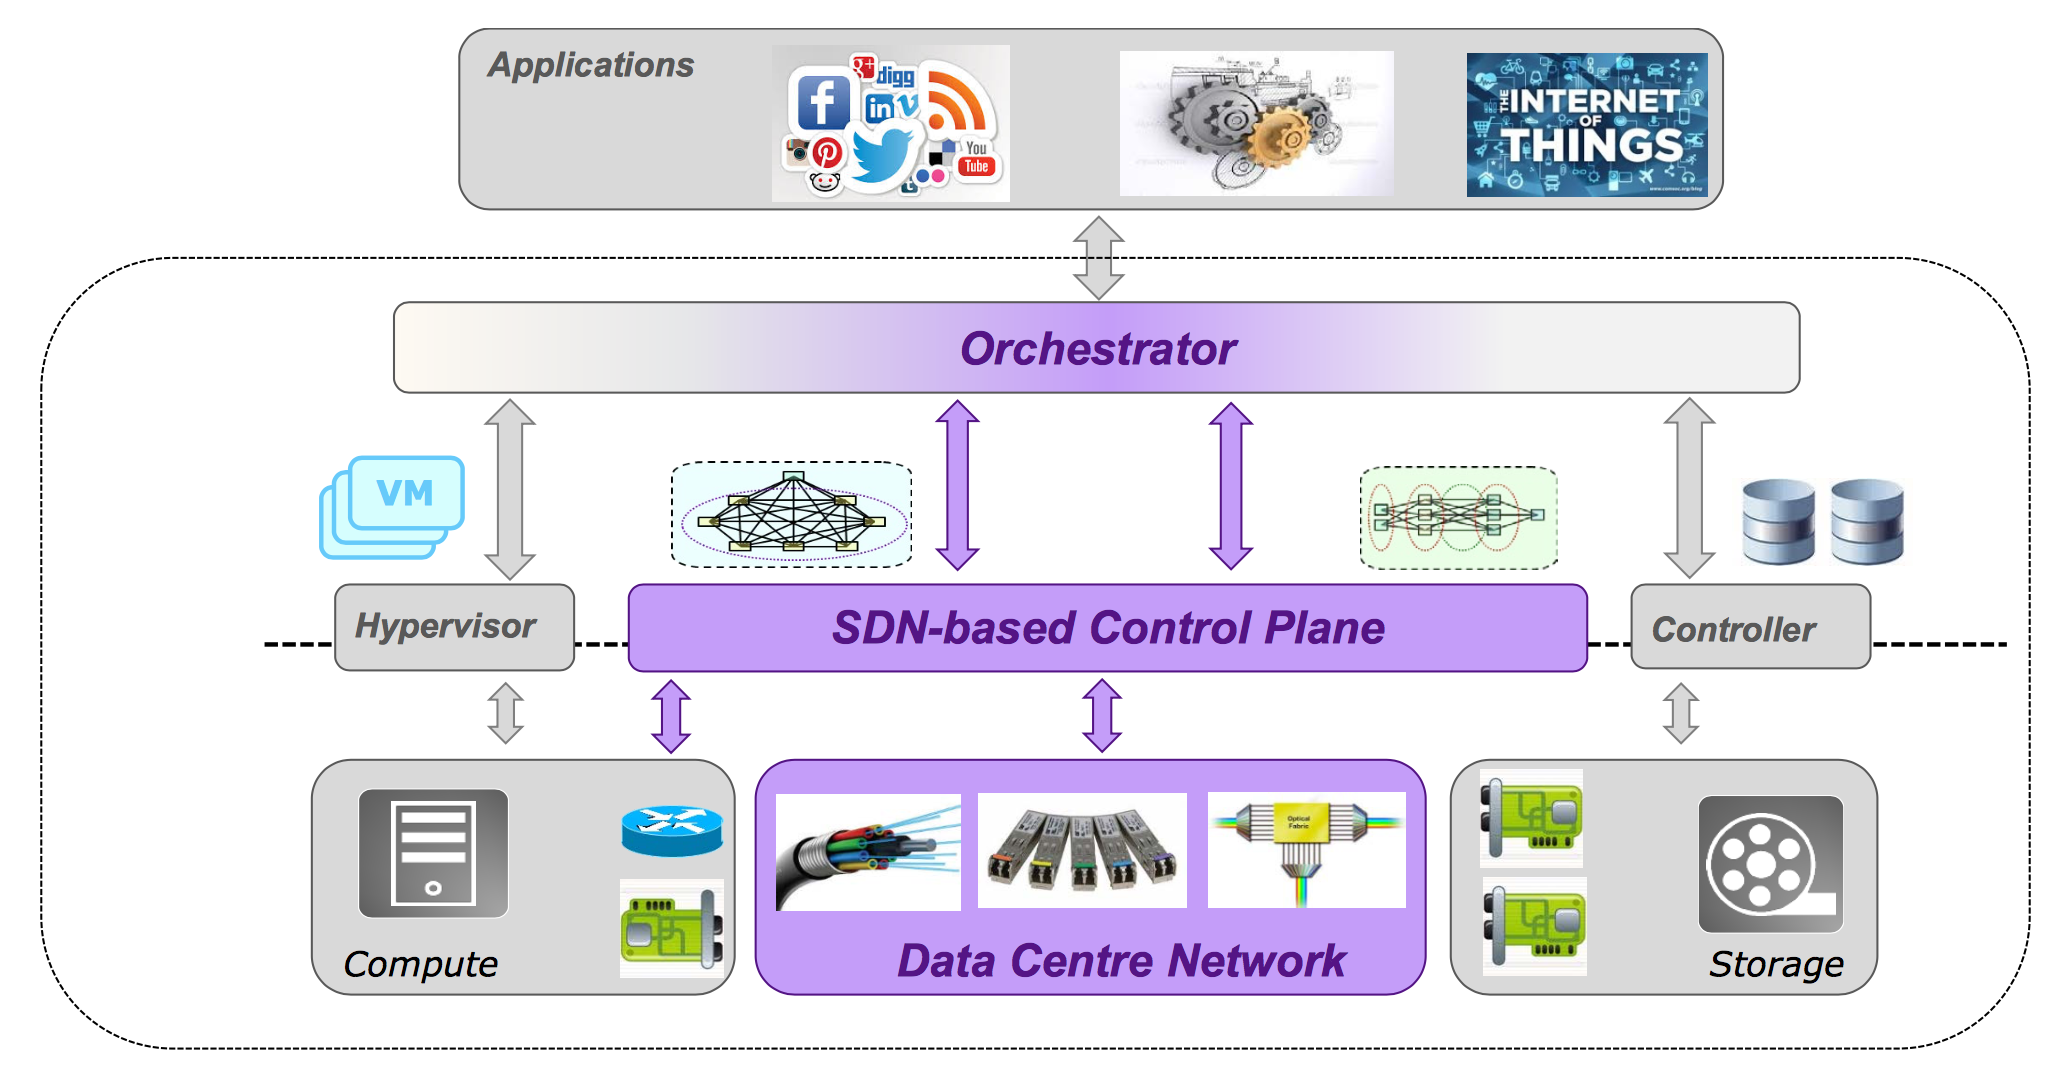 Applications
g+
digg
f
in
You
Tube
t
THE
INTERNET
OF
THINGS
Orchestrator
VM
Hypervisor
SDN-based Control Plane
Controller
Optical
Fabric
Compute
Data Centre Network
Storage